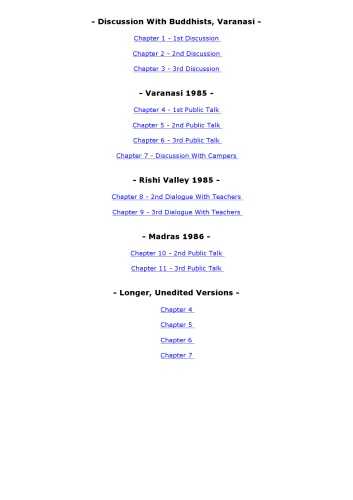 – Discussion With Buddhists, Varanasi –
Chapter 1 - 1st Discussion
Chapter 2 - 2nd Discussion
Chapter 3 - 3rd Discussion
– Varanasi 1985 –
Chapter 4 - 1st Public Talk
Chapter 5 - 2nd Public Talk
Chapter 6 - 3rd Public Talk
Chapter 7 - Discussion With Campers
– Rishi Valley 1985 –
Chapter 8 - 2nd Dialogue With Teachers
Chapter 9 - 3rd Dialogue With Teachers
– Madras 1986 –
Chapter 10 - 2nd Public Talk
Chapter 11 - 3rd Public Talk
– Longer, Unedited Versions –
Chapter 4
Chapter 5
Chapter 6
Chapter 7